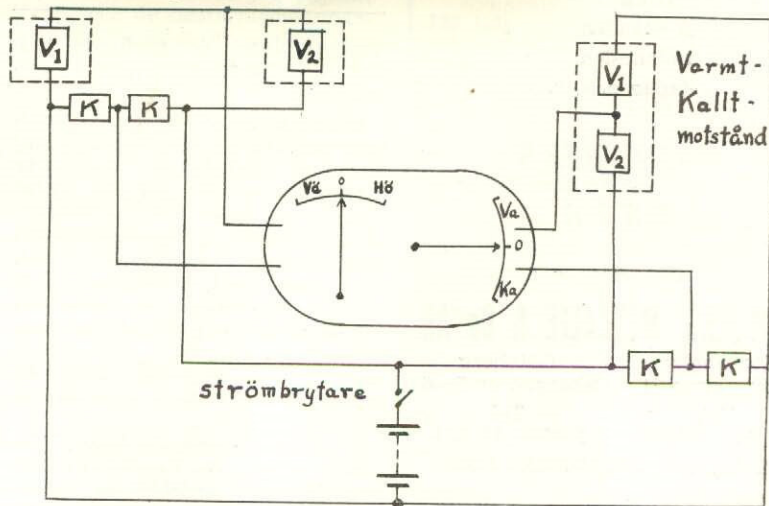 V1
V2
K
K
V1
V2
Varmt-
Kallt-
motstånd
Vä
0
Hö
Va
0
Ka
K
K
strömbrytare